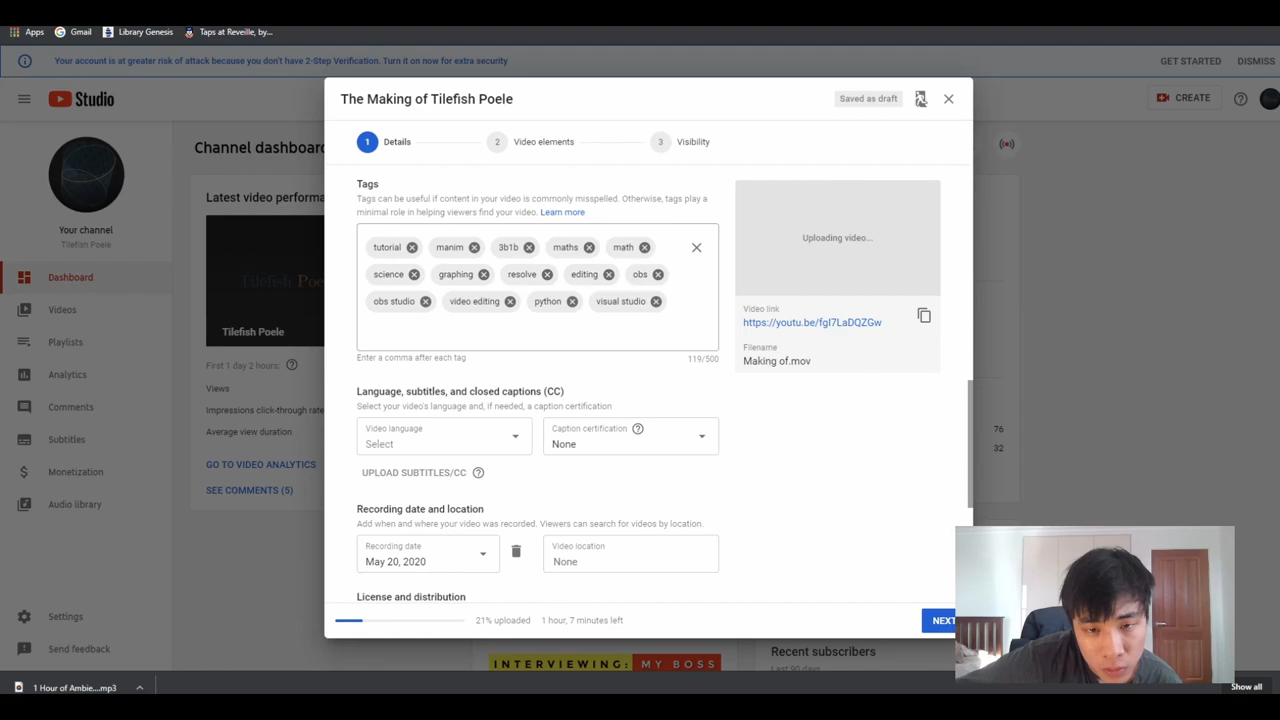 Apps Gmail Library Genesis Taps at Reveille, by...
Your account is at greater risk of attack because you don't have 2-Step Verification. Turn it on now for extra security GET STARTED DISMISS
Studio CREATE
The Making of Tilefish Poele Saved as draft
1 Details 2 Video elements 3 Visibility
Channel dashboard
Latest video performa
Tilefish Poe
Tilefish Poele
First 1 day 2 hours:
Views
Impressions click-through rate
Average view duration
GO TO VIDEO ANALYTICS
SEE COMMENTS (5)
Your channel
Tilefish Poele
Dashboard
Videos
Playlists
Analytics
Comments
Subtitles
Monetization
Audio library
Settings
Send feedback
Tags
Tags can be useful if content in your video is commonly misspelled. Otherwise, tags play a
minimal role in helping viewers find your video. Learn more
tutorial manim 3b1b maths math
science graphing resolve editing obs
obs studio video editing python visual studio
Enter a comma after each tag 119/500
Uploading video...
Video link
https://youtu.be/fgI7LaDQZGw
Filename
Making of.mov
Language, subtitles, and closed captions (CC)
Select your video's language and, if needed, a caption certification
Video language
Select
Caption certification
None
UPLOAD SUBTITLES/CC
Recording date and location
Add when and where your video was recorded. Viewers can search for videos by location.
Recording date
May 20, 2020
Video location
None
License and distribution
21% uploaded 1 hour, 7 minutes left
NEXT
76
32
INTERVIEWING: MY BOSS
Recent subscribers
Last 90 days
1 Hour of Ambie....mp3
Show all